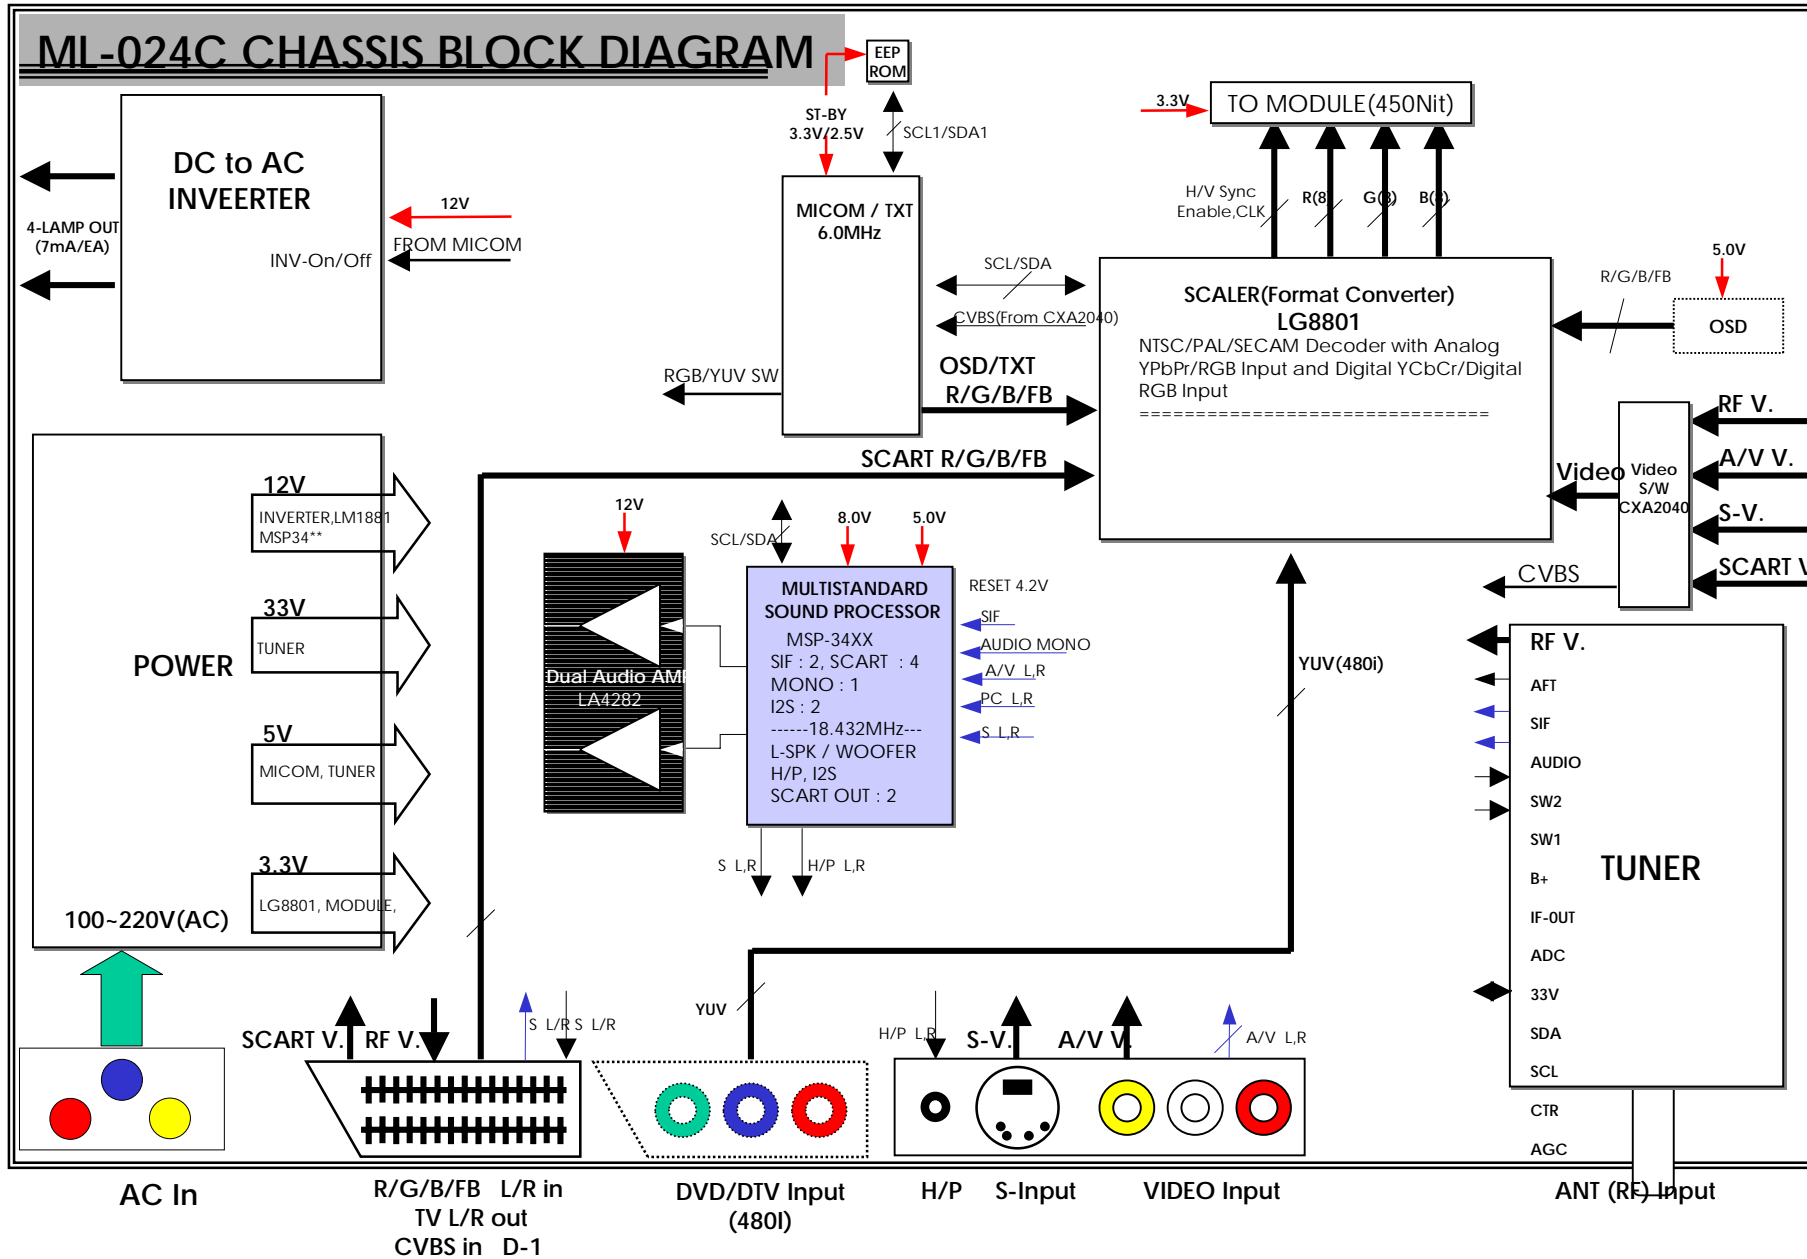 ML-024C CHASSIS BLOCK DIAGRAM
EEP
ROM
ST-BY
3.3V/2.5V
SCL1/SDA1
3.3V
TO MODULE(450Nit)
DC to AC
INVEERTER
4-LAMP OUT
(7mA/EA)
12V
FROM MICOM
INV-On/Off
MICOM / TXT
6.0MHz
H/V Sync
Enable,CLK
R(8)
G(8)
B(8)
SCL/SDA
CVBS(From CXA2040)
RGB/YUV SW
OSD/TXT
R/G/B/FB
SCALER(Format Converter)
LG8801
NTSC/PAL/SECAM Decoder with Analog
YPbPr/RGB Input and Digital YCbCr/Digital
RGB Input
===============================
5.0V
R/G/B/FB
OSD
RF V.
A/V V.
S-V.
SCART V
Video
Video
S/W
CXA2040
CVBS
SCART R/G/B/FB
POWER
12V
INVERTER,LM1881
MSP34**
33V
TUNER
5V
MICOM, TUNER
3.3V
LG8801, MODULE,
100~220V(AC)
12V
Dual Audio AM
LA4282
SCL/SDA
8.0V
5.0V
MULTISTANDARD
SOUND PROCESSOR
MSP-34XX
SIF : 2, SCART : 4
MONO : 1
I2S : 2
------18.432MHz---
L-SPK / WOOFER
H/P, I2S
SCART OUT : 2
RESET 4.2V
SIF
AUDIO MONO
A/V L,R
PC L,R
S L,R
S L,R
H/P L,R
YUV(480i)
RF V.
AFT
SIF
AUDIO
SW2
SW1
B+
IF-0UT
ADC
33V
SDA
SCL
CTR
AGC
TUNER
SCART V.
RF V.
S L/R
S L/R
YUV
H/P L,R
S-V.
A/V V.
A/V L,R
AC In
R/G/B/FB L/R in
TV L/R out
CVBS in D-1
DVD/DTV Input
(480I)
H/P
S-Input
VIDEO Input
ANT (RF) Input